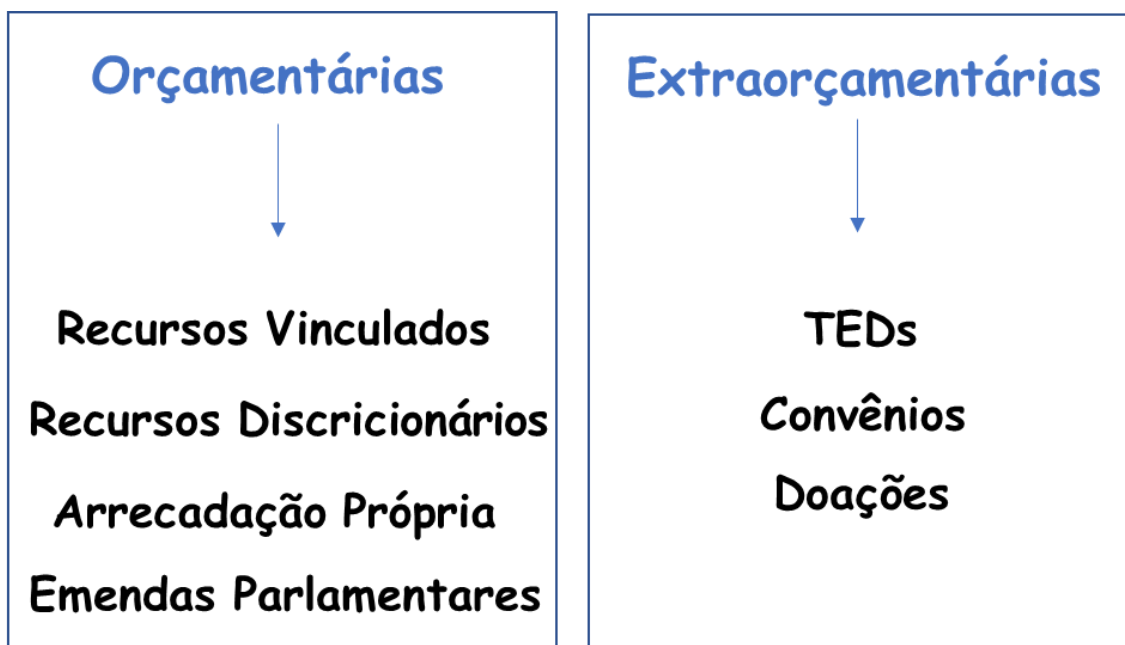 Orçamentárias
Recursos Vinculados
Recursos Discricionários
Arrecadação Própria
Emendas Parlamentares
Extraorçamentárias
TEDs
Convênios
Doações